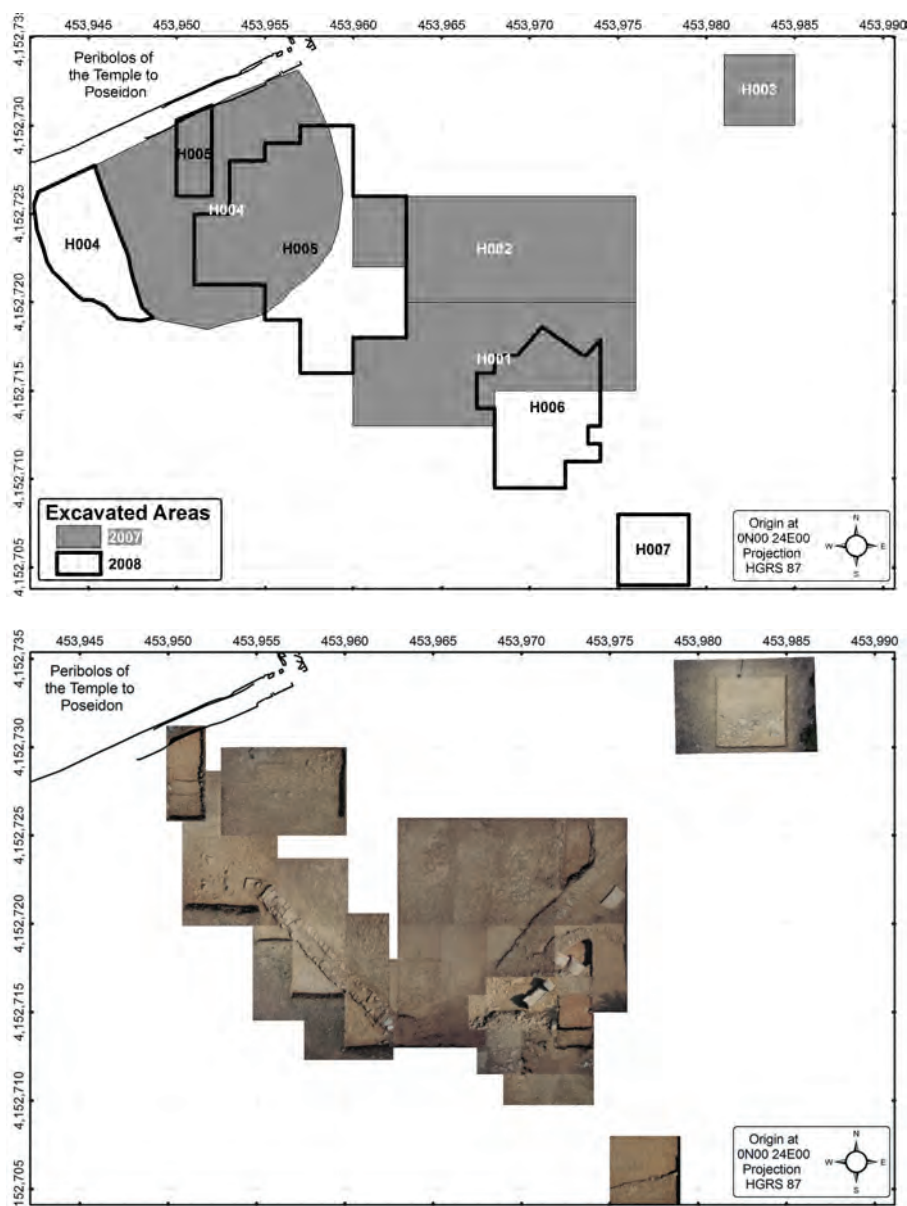 453,945 453,950 453,955 453,960 453,965 453,970 453,975 453,980 453,985 453,990
4,152,735
4,152,730
4,152,725
4,152,720
4,152,715
4,152,710
4,152,705
Peribolos of
the Temple to
Poseidon
H003
H005
H004
H004
H005
H002
H001
H006
H007
Excavated Areas
2007
2008
Origin at
0N00 24E00
Projection
HGRS 87
N
W E
S
453,945 453,950 453,955 453,960 453,965 453,970 453,975 453,980 453,985 453,990
4,152,735
4,152,730
4,152,725
4,152,720
4,152,715
4,152,710
4,152,705
Peribolos of
the Temple to
Poseidon
Origin at
0N00 24E00
Projection
HGRS 87
N
W E
S